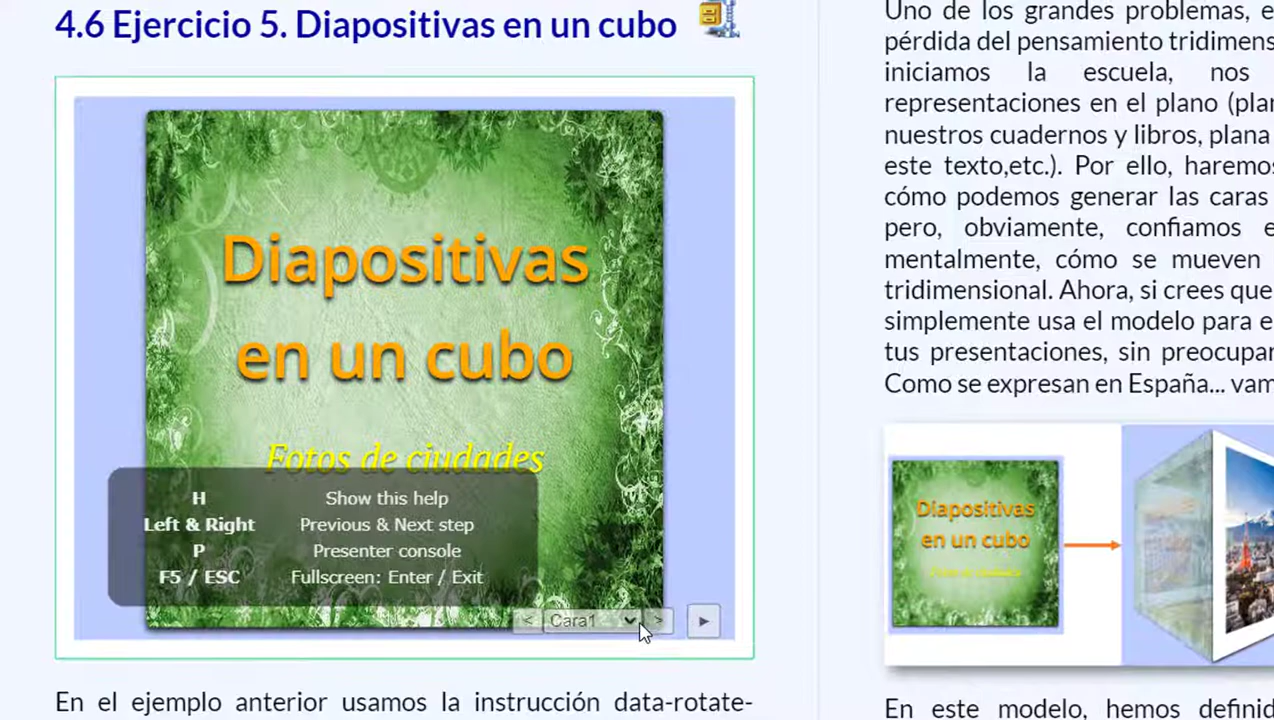 4.6 Ejercicio 5. Diapositivas en un cubo
Diapositivas
en un cubo
Fotos de ciudades
H Show this help
Left & Right Previous & Next step
P Presenter console
F5 / ESC Fullscreen: Enter / Exit
< Cara1 >
En el ejemplo anterior usamos la instrucción data-rotate-
Uno de los grandes problemas, e
pérdida del pensamiento tridimens
iniciamos la escuela, nos
representaciones en el plano (plan
nuestros cuadernos y libros, plana
este texto,etc.). Por ello, haremos
cómo podemos generar las caras
pero, obviamente, confiamos e
mentalmente, cómo se mueven
tridimensional. Ahora, si crees que
simplemente usa el modelo para e
tus presentaciones, sin preocupar
Como se expresan en España... vam
Diapositivas
en un cubo
Fotos de ciudades
En este modelo, hemos definid